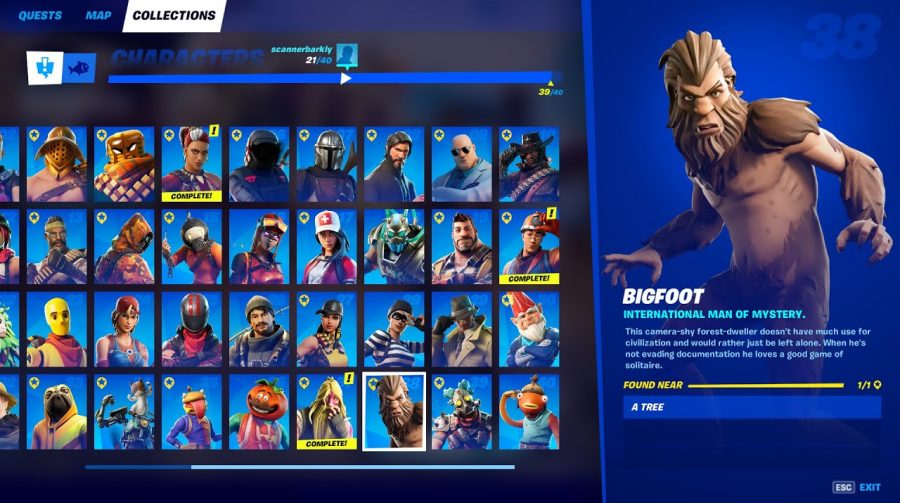 QUESTS
MAP
COLLECTIONS
CHARACTERS
scannerbarkly
21/40
39/40
!
COMPLETE!
!
COMPLETE!
!
COMPLETE!
38
BIGFOOT
INTERNATIONAL MAN OF MYSTERY.
This camera-shy forest-dweller doesn't have much use for
civilization and would rather just be left alone. When he's
not evading documentation he loves a good game of
solitaire.
FOUND NEAR
1/1
A TREE
ESC EXIT